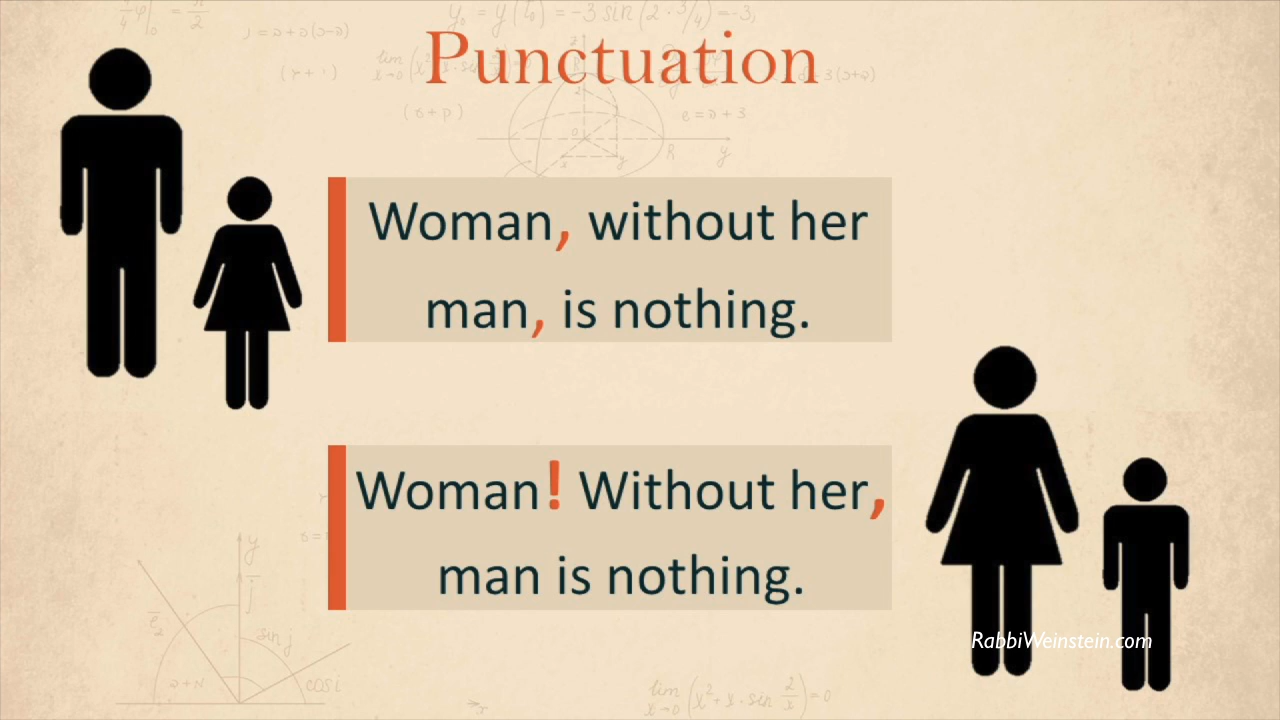 Punctuation
Woman, without her
man, is nothing.
Woman! Without her,
man is nothing.
RabbiWeinstein.com